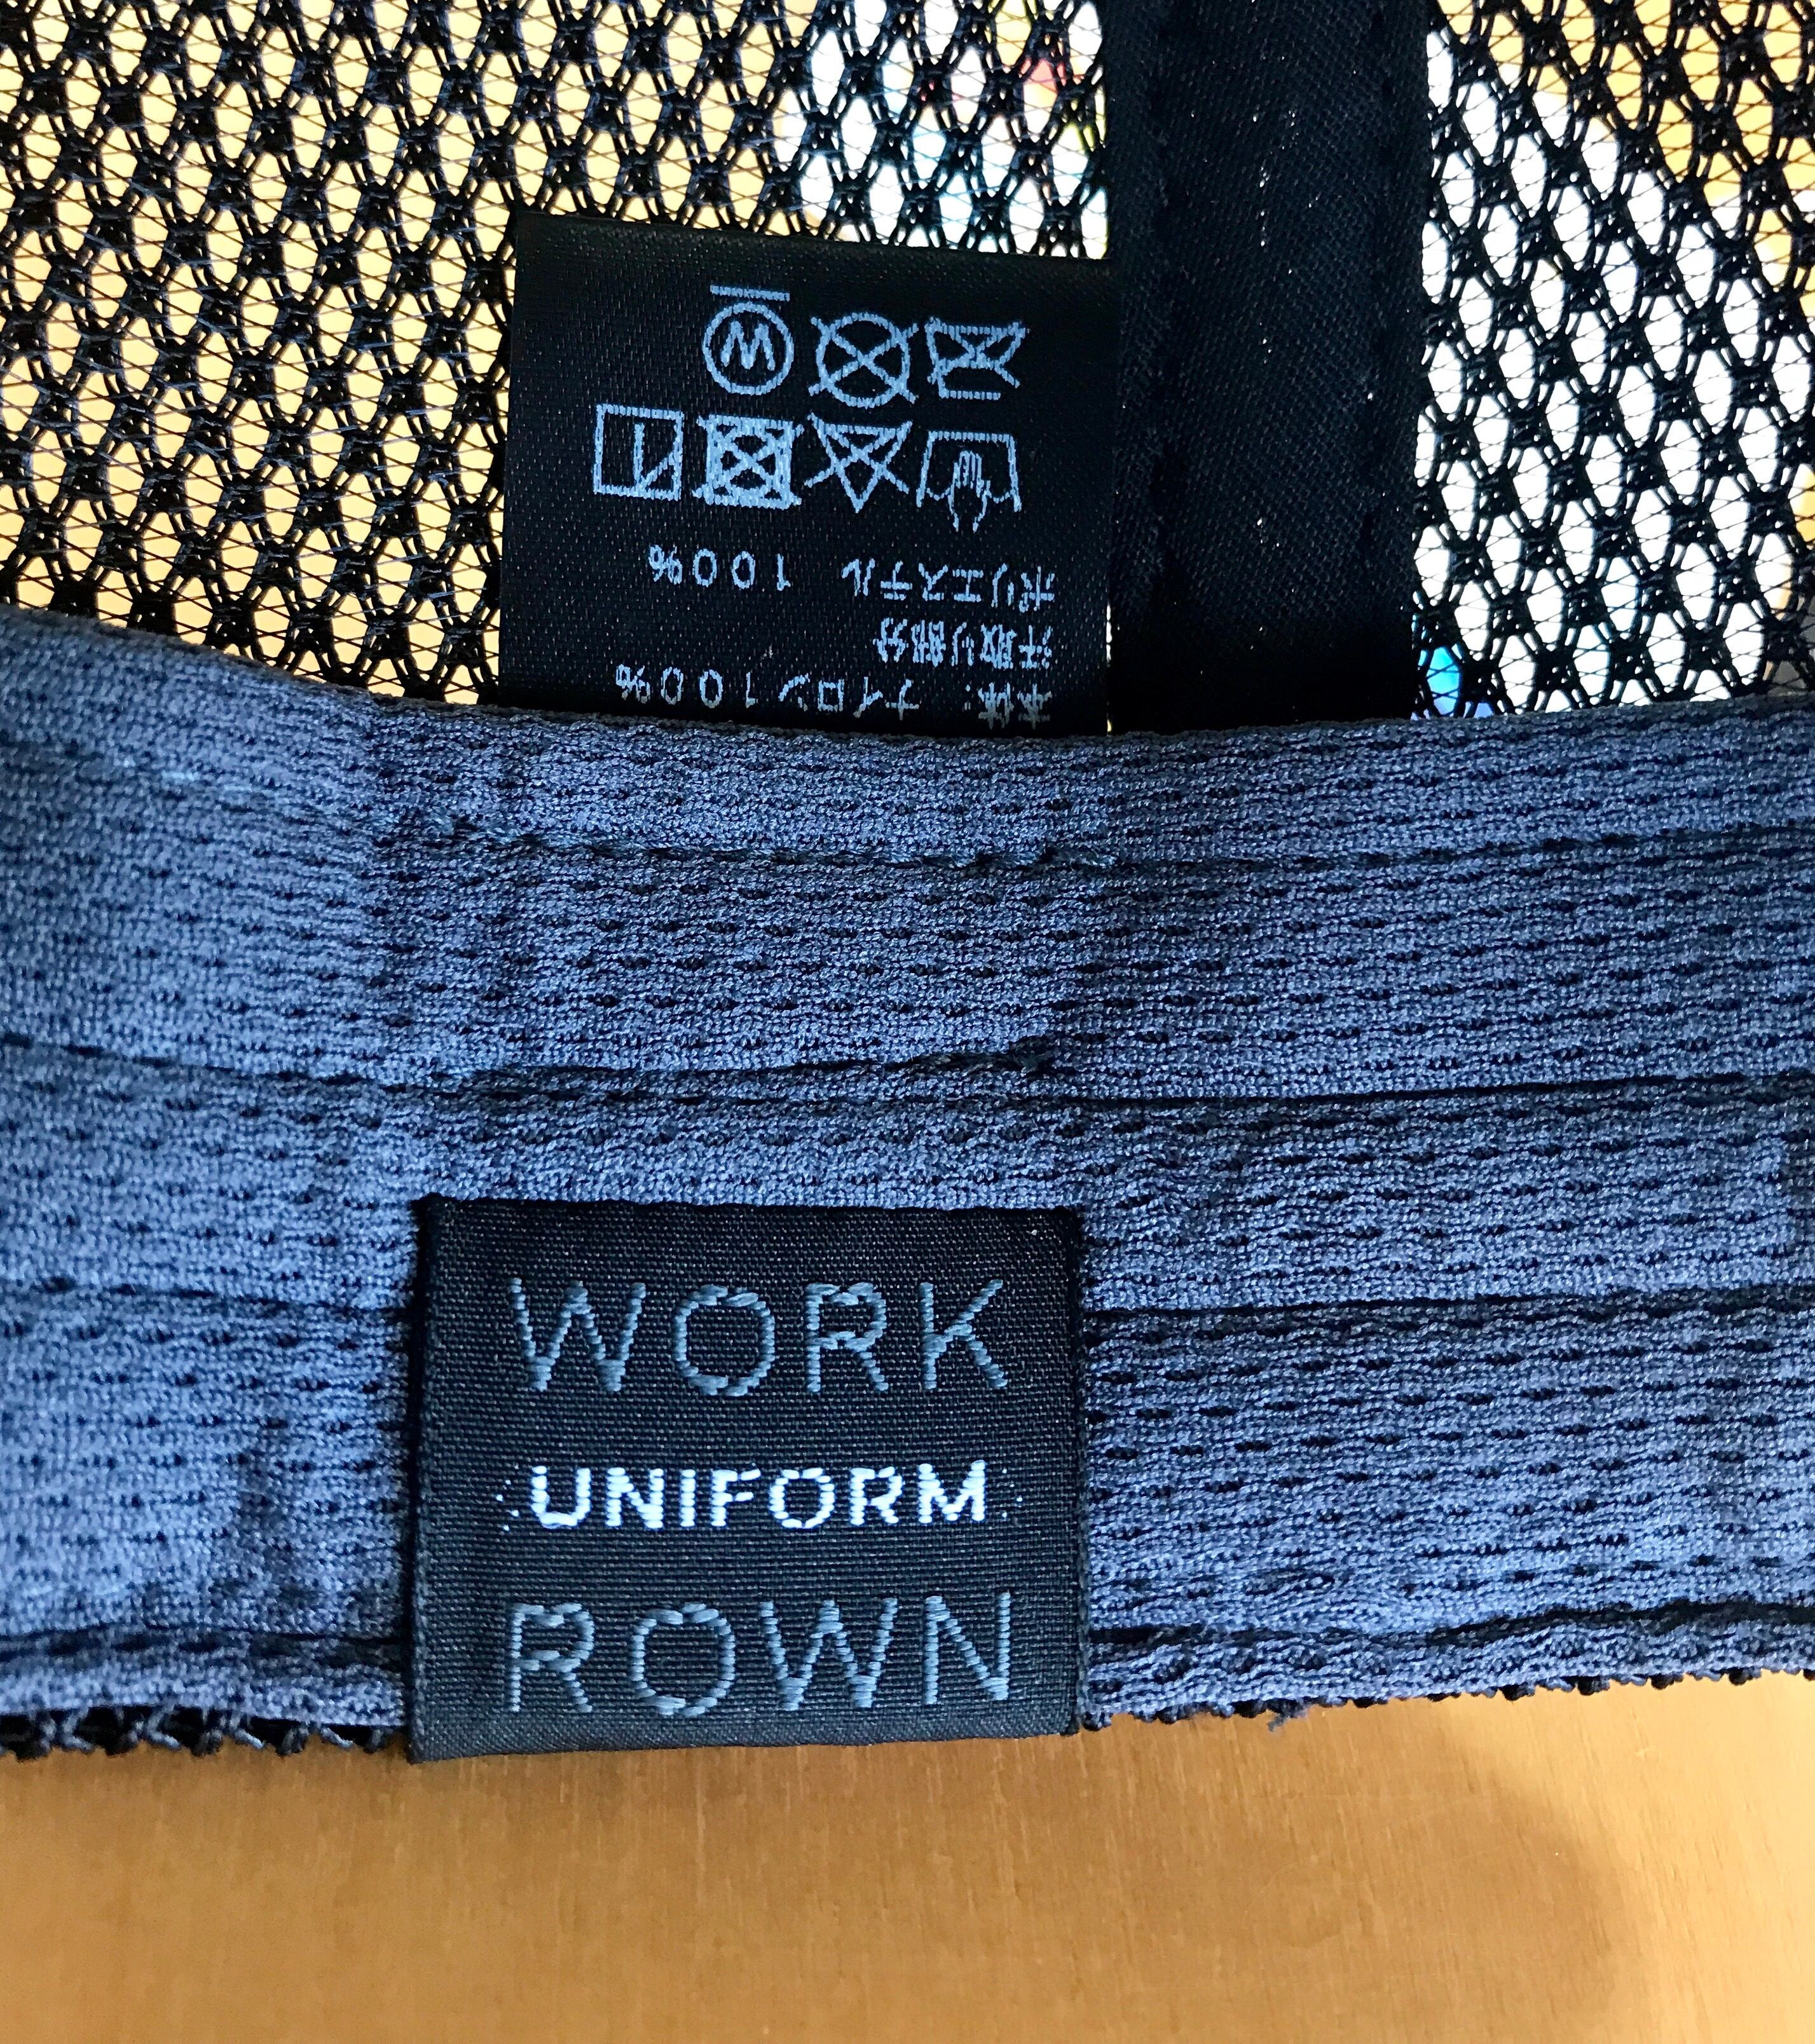 本体: ナイロン100%
汗取り部分
ポリエステル 100%
W
WORK
UNIFORM
ROWN